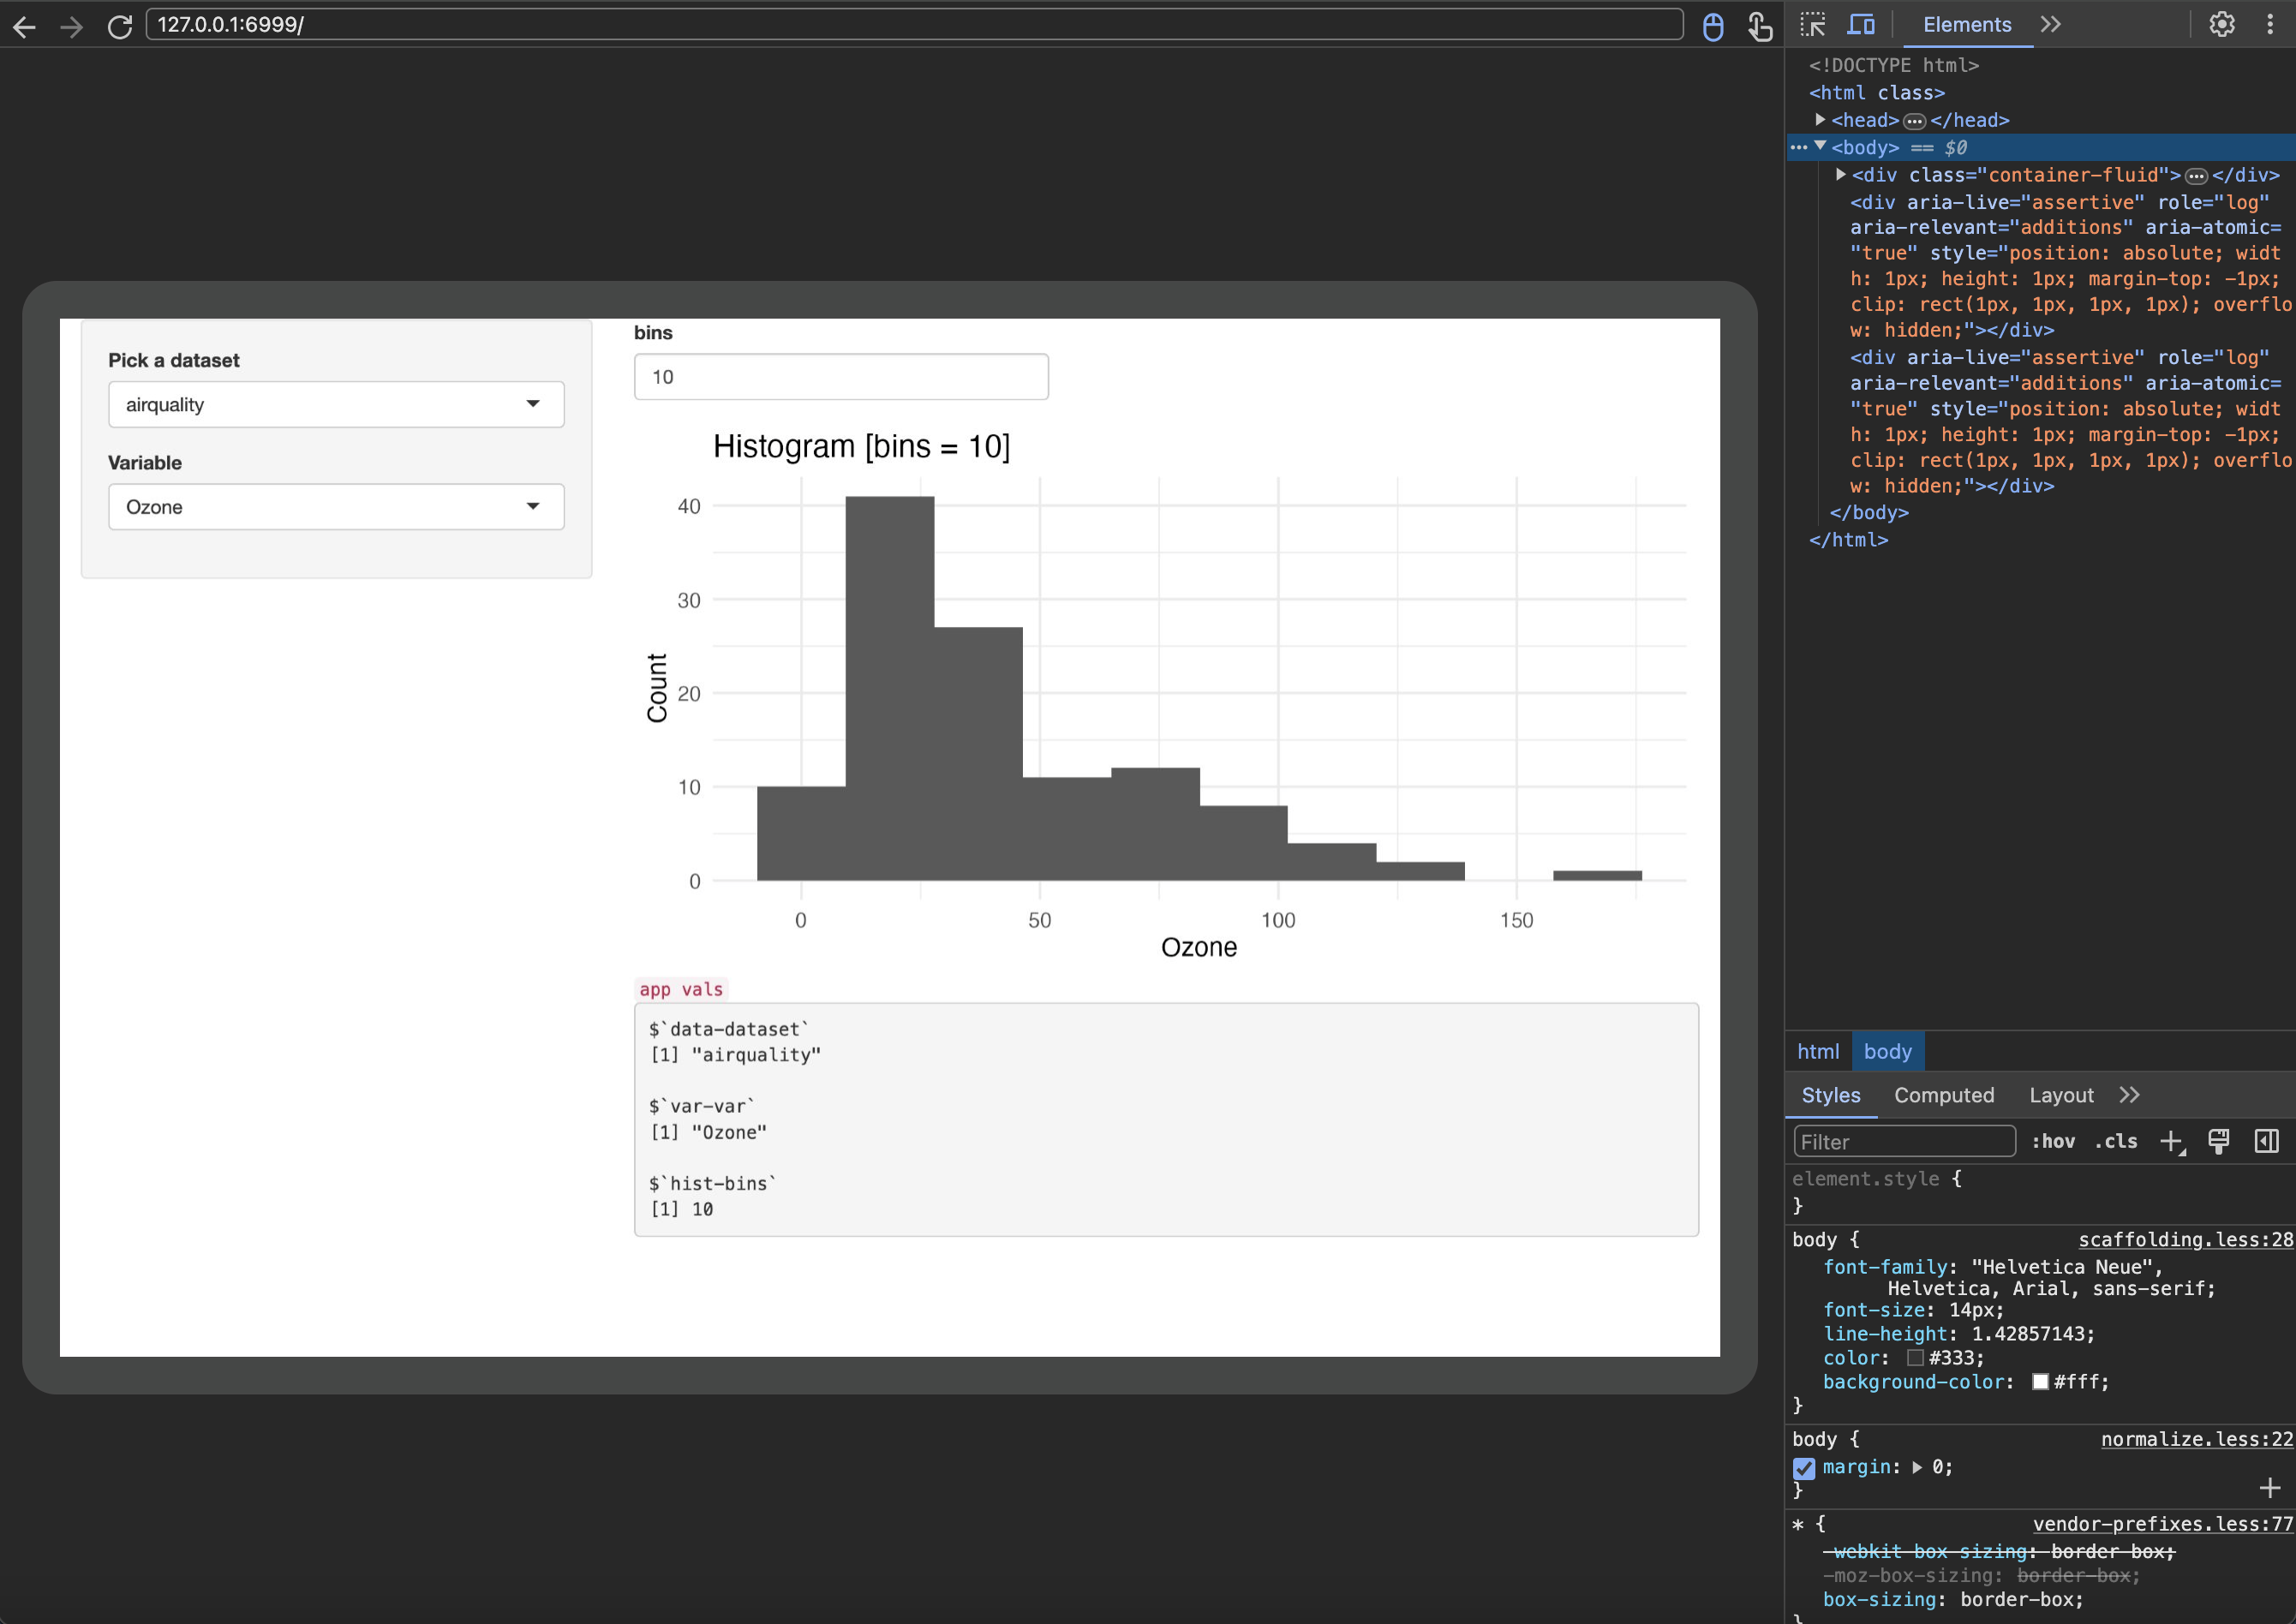 127.0.0.1:6999/
Pick a dataset
airquality
Variable
Ozone
bins
10
Histogram [bins = 10]
40
30
20
10
0
Count
0 50 100 150
Ozone
app vals
$`data-dataset`
[1] "airquality"
$`var-var`
[1] "Ozone"
$`hist-bins`
[1] 10
Elements
<!DOCTYPE html>
<html class>
<head> </head>
<body> == $0
<div class="container-fluid"> </div>
<div aria-live="assertive" role="log"
aria-relevant="additions" aria-atomic=
"true" style="position: absolute; widt
h: 1px; height: 1px; margin-top: -1px;
clip: rect(1px, 1px, 1px, 1px); overflo
w: hidden;"></div>
<div aria-live="assertive" role="log"
aria-relevant="additions" aria-atomic=
"true" style="position: absolute; widt
h: 1px; height: 1px; margin-top: -1px;
clip: rect(1px, 1px, 1px, 1px); overflo
w: hidden;"></div>
</body>
</html>
html body
Styles Computed Layout
Filter :hov .cls
element.style {
}
body { scaffolding.less:28
font-family: "Helvetica Neue",
Helvetica, Arial, sans-serif;
font-size: 14px;
line-height: 1.42857143;
color: #333;
background-color: #fff;
}
body { normalize.less:22
margin: 0;
}
* { vendor-prefixes.less:77
-webkit-box-sizing: border-box;
-moz-box-sizing: border-box;
box-sizing: border-box;
}